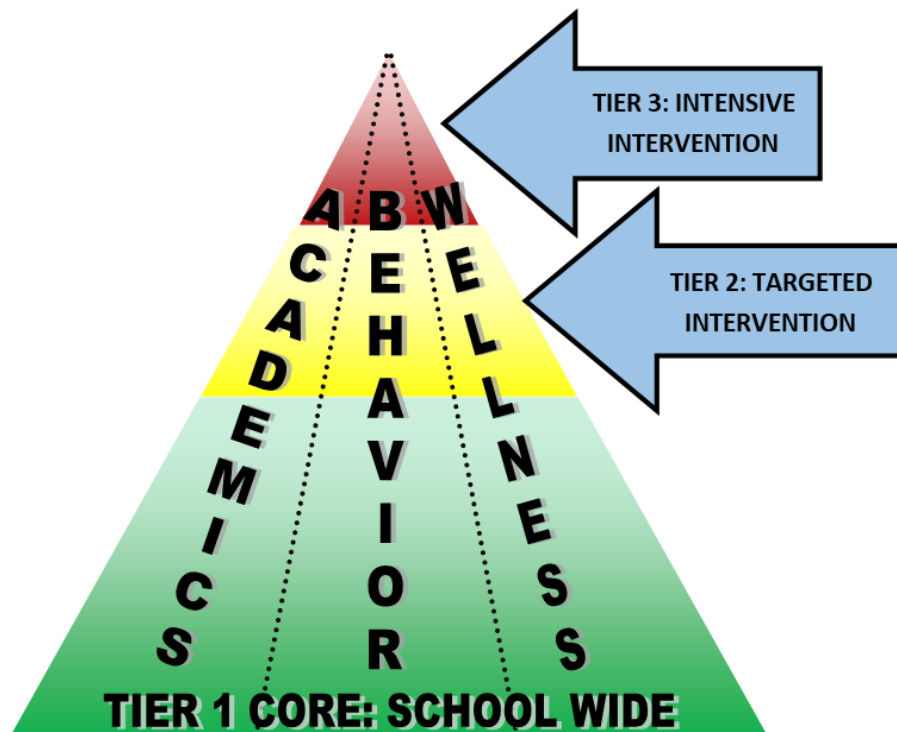 TIER 3: INTENSIVE
INTERVENTION
TIER 2: TARGETED
INTERVENTION
ACADEMICS
BEHAVIOR
WELLNESS
TIER 1 CORE: SCHOOL WIDE